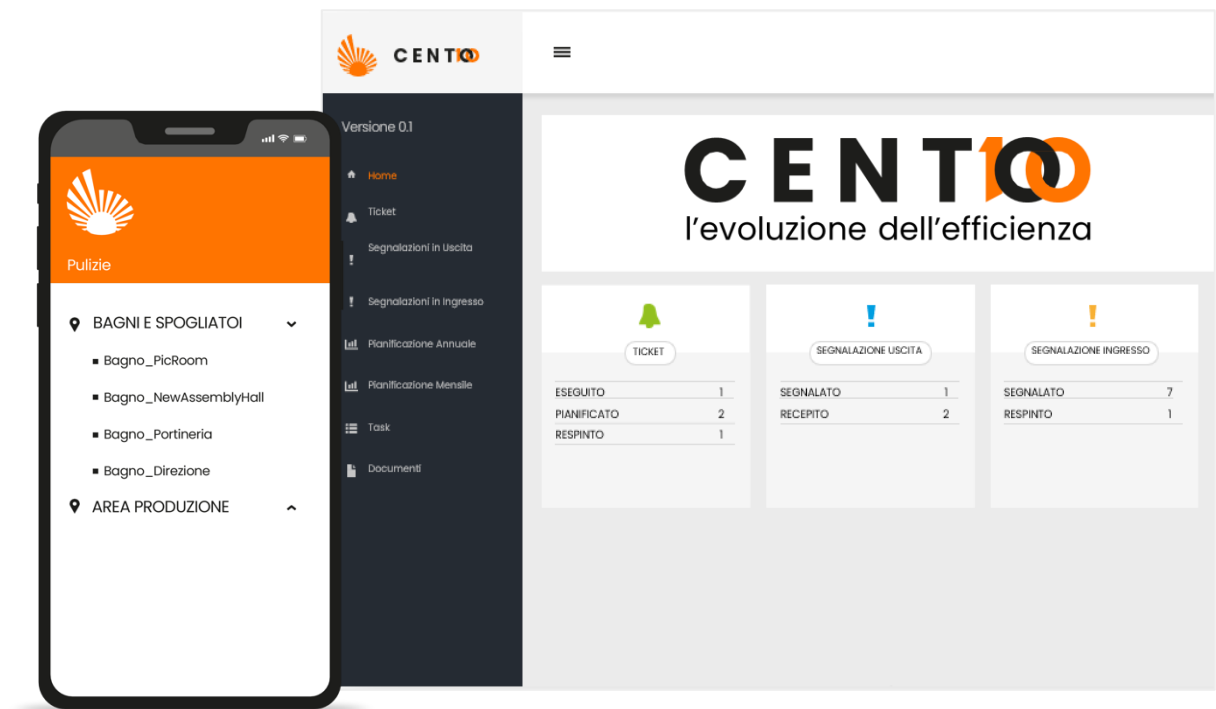 Pulizie
BAGNI E SPOGLIATOI
Bagno_PicRoom
Bagno_NewAssemblyHall
Bagno_Portineria
Bagno_Direzione
AREA PRODUZIONE
CENTO10O
Versione 0.1
Home
Ticket
Segnalazioni in Uscita
Segnalazioni in Ingresso
Pianificazione Annuale
Pianificazione Mensile
Task
Documenti
CENT100
l'evoluzione dell'efficienza
TICKET
ESEGUITO 1
PIANIFICATO 2
RESPINTO 1
SEGNALAZIONE USCITA
SEGNALATO 1
RECEPITO 2
SEGNALAZIONE INGRESSO
SEGNALATO 7
RESPINTO 1